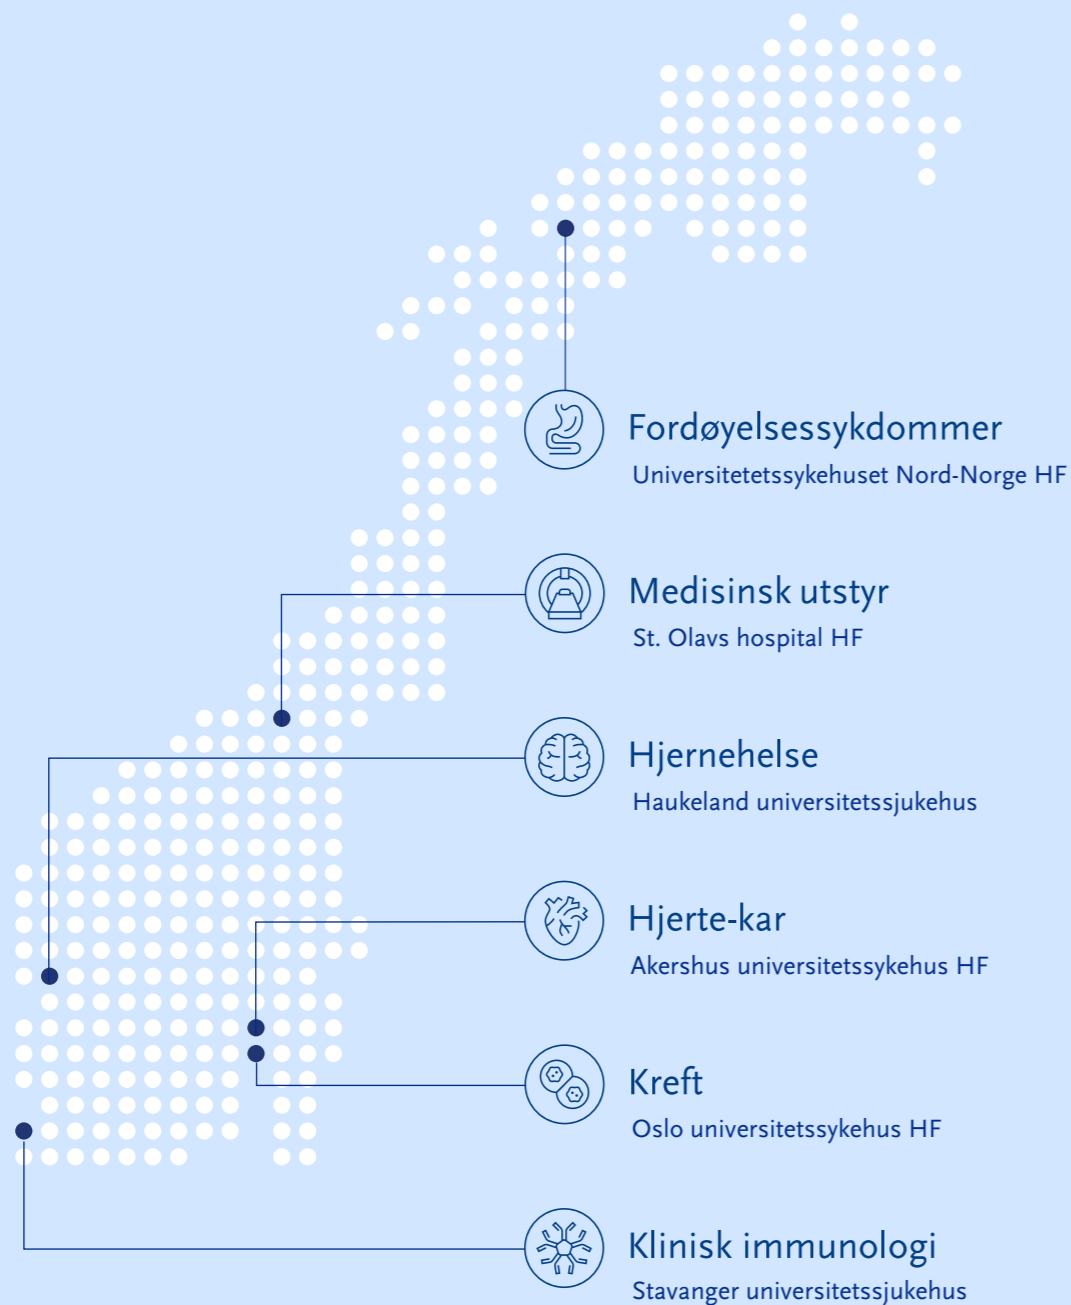 Fordøyelsessykdommer
Universitetetssykehuset Nord-Norge HF
Medisinsk utstyr
St. Olavs hospital HF
Hjernehelse
Haukeland universitetssjukehus
Hjerte-kar
Akershus universitetssykehus HF
Kreft
Oslo universitetssykehus HF
Klinisk immunologi
Stavanger universitetssjukehus